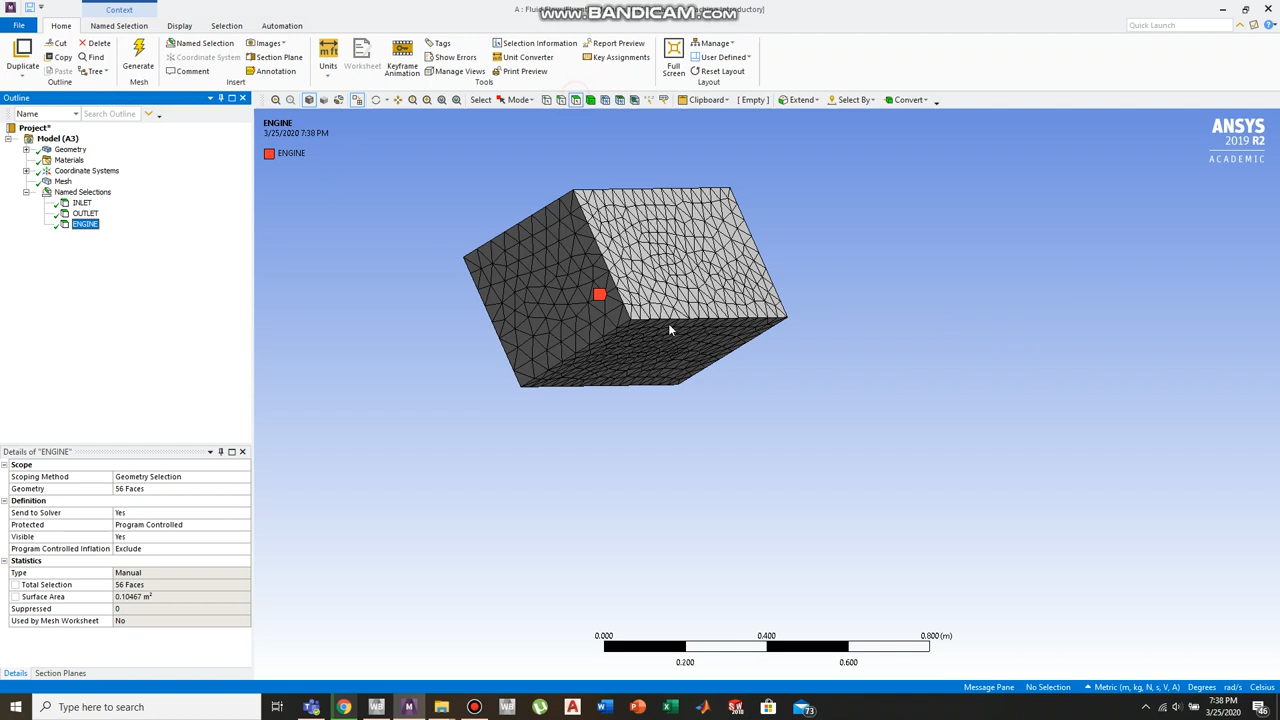 Context
www.BANDICAM.com
File
Home
Named Selection
Display
Selection
Automation
Quick Launch
Duplicate
Cut
Copy
Paste
Delete
Find
Tree
Outline
Generate
Mesh
Named Selection
Coordinate System
Comment
Images
Section Plane
Annotation
Insert
Units
Worksheet
Keyframe
Animation
Tags
Show Errors
Manage Views
Selection Information
Unit Converter
Print Preview
Report Preview
Key Assignments
Tools
Full
Screen
Manage
User Defined
Reset Layout
Layout
Outline
Select
Mode
Clipboard
[ Empty ]
Extend
Select By
Convert
Name
Search Outline
Project*
Model (A3)
Geometry
Materials
Coordinate Systems
Mesh
Named Selections
INLET
OUTLET
ENGINE
ENGINE
3/25/2020 7:38 PM
ENGINE
ANSYS
2019 R2
ACADEMIC
Details of "ENGINE"
Scope
Scoping Method Geometry Selection
Geometry 56 Faces
Definition
Send to Solver Yes
Protected Program Controlled
Visible Yes
Program Controlled Inflation Exclude
Statistics
Type Manual
Total Selection 56 Faces
Surface Area 0.10467 m²
Suppressed 0
Used by Mesh Worksheet No
0.000 0.400 0.800 (m)
0.200 0.600
Details Section Planes
Message Pane No Selection Metric (m, kg, N, s, V, A) Degrees rad/s Celsius
Type here to search
73
7:38 PM
3/25/2020
46